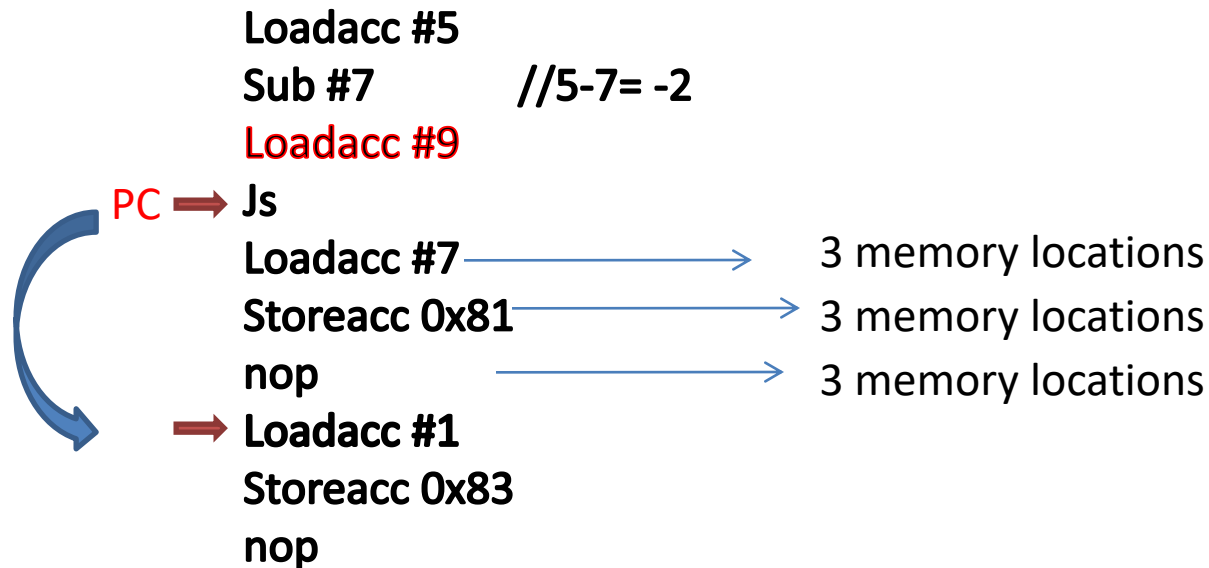 Loadacc #5
Sub #7 //5-7= -2
Loadacc #9
PC Js
Loadacc #7 3 memory locations
Storeacc 0x81 3 memory locations
nop 3 memory locations
Loadacc #1
Storeacc 0x83
nop